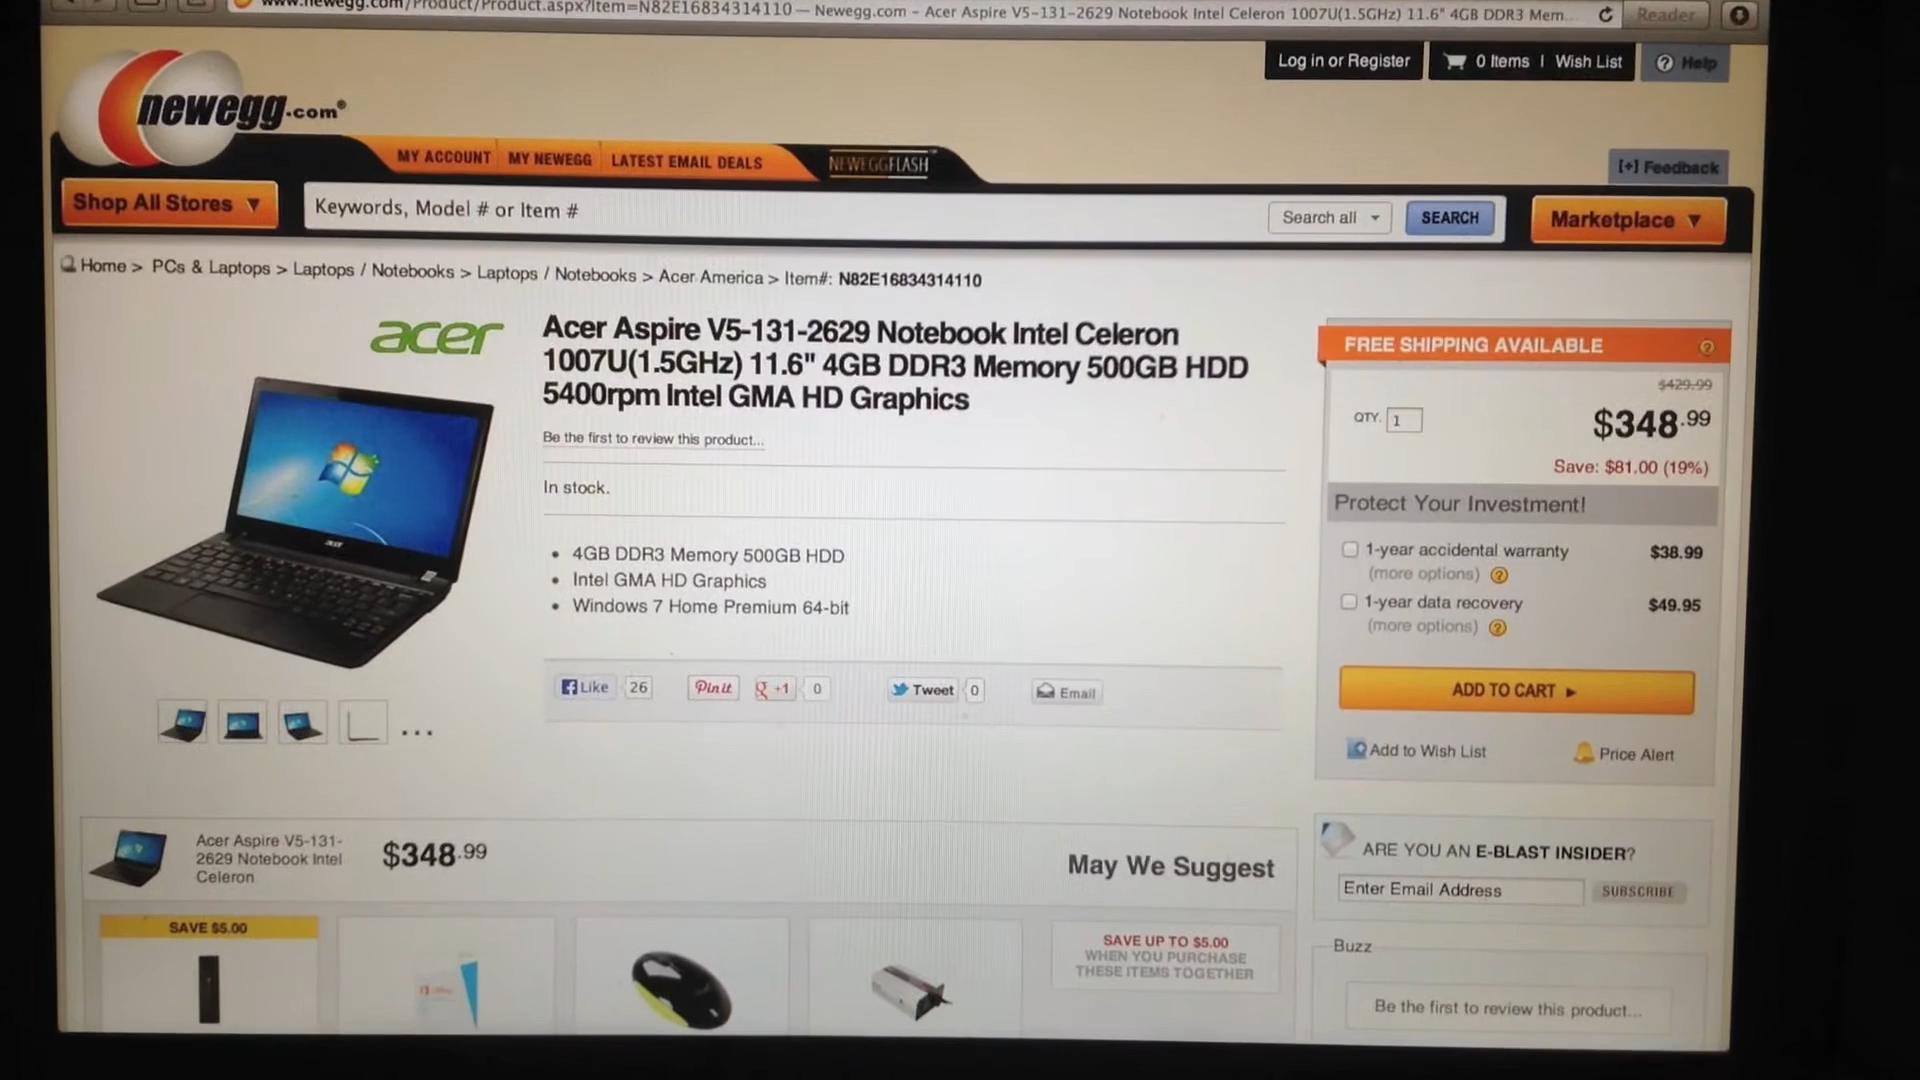 www.newegg.com/Product/Product.aspx?Item=N82E16834314110 — Newegg.com - Acer Aspire V5-131-2629 Notebook Intel Celeron 1007U(1.5GHz) 11.6" 4GB DDR3 Mem...
Reader
newegg.com®
Log in or Register
0 Items | Wish List
? Help
MY ACCOUNT
MY NEWEGG
LATEST EMAIL DEALS
NEWEGGFLASH
[+] Feedback
Shop All Stores
Keywords, Model # or Item #
Search all
SEARCH
Marketplace
Home > PCs & Laptops > Laptops / Notebooks > Laptops / Notebooks > Acer America > Item#: N82E16834314110
acer
Acer Aspire V5-131-2629 Notebook Intel Celeron
1007U(1.5GHz) 11.6" 4GB DDR3 Memory 500GB HDD
5400rpm Intel GMA HD Graphics
Be the first to review this product...
In stock.
• 4GB DDR3 Memory 500GB HDD
• Intel GMA HD Graphics
• Windows 7 Home Premium 64-bit
Like 26
Pin it
g +1 0
Tweet 0
Email
...
FREE SHIPPING AVAILABLE ?
$429.99
QTY. 1
$348.99
Save: $81.00 (19%)
Protect Your Investment!
1-year accidental warranty $38.99
(more options) ?
1-year data recovery $49.95
(more options) ?
ADD TO CART ▸
Add to Wish List
Price Alert
Acer Aspire V5-131-
2629 Notebook Intel
Celeron
$348.99
May We Suggest
SAVE $5.00
SAVE UP TO $5.00
WHEN YOU PURCHASE
THESE ITEMS TOGETHER
ARE YOU AN E-BLAST INSIDER?
Enter Email Address
SUBSCRIBE
Buzz
Be the first to review this product...